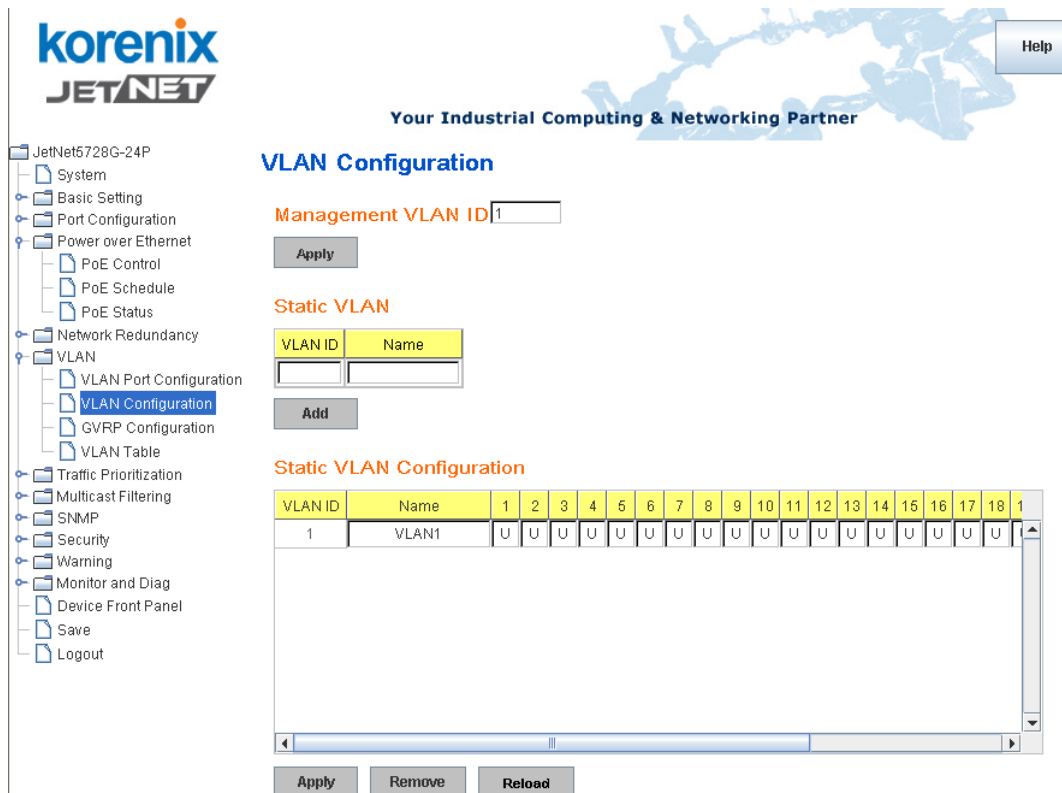 korenix
JET/NET
Help
Your Industrial Computing & Networking Partner
JetNet5728G-24P
System
Basic Setting
Port Configuration
Power over Ethernet
PoE Control
PoE Schedule
PoE Status
Network Redundancy
VLAN
VLAN Port Configuration
VLAN Configuration
GVRP Configuration
VLAN Table
Traffic Prioritization
Multicast Filtering
SNMP
Security
Warning
Monitor and Diag
Device Front Panel
Save
Logout
VLAN Configuration
Management VLAN ID 1
Apply
Static VLAN
VLAN ID Name
Add
Static VLAN Configuration
VLAN ID Name 1 2 3 4 5 6 7 8 9 10 11 12 13 14 15 16 17 18 1
1 VLAN1 U U U U U U U U U U U U U U U U U U
Apply Remove Reload